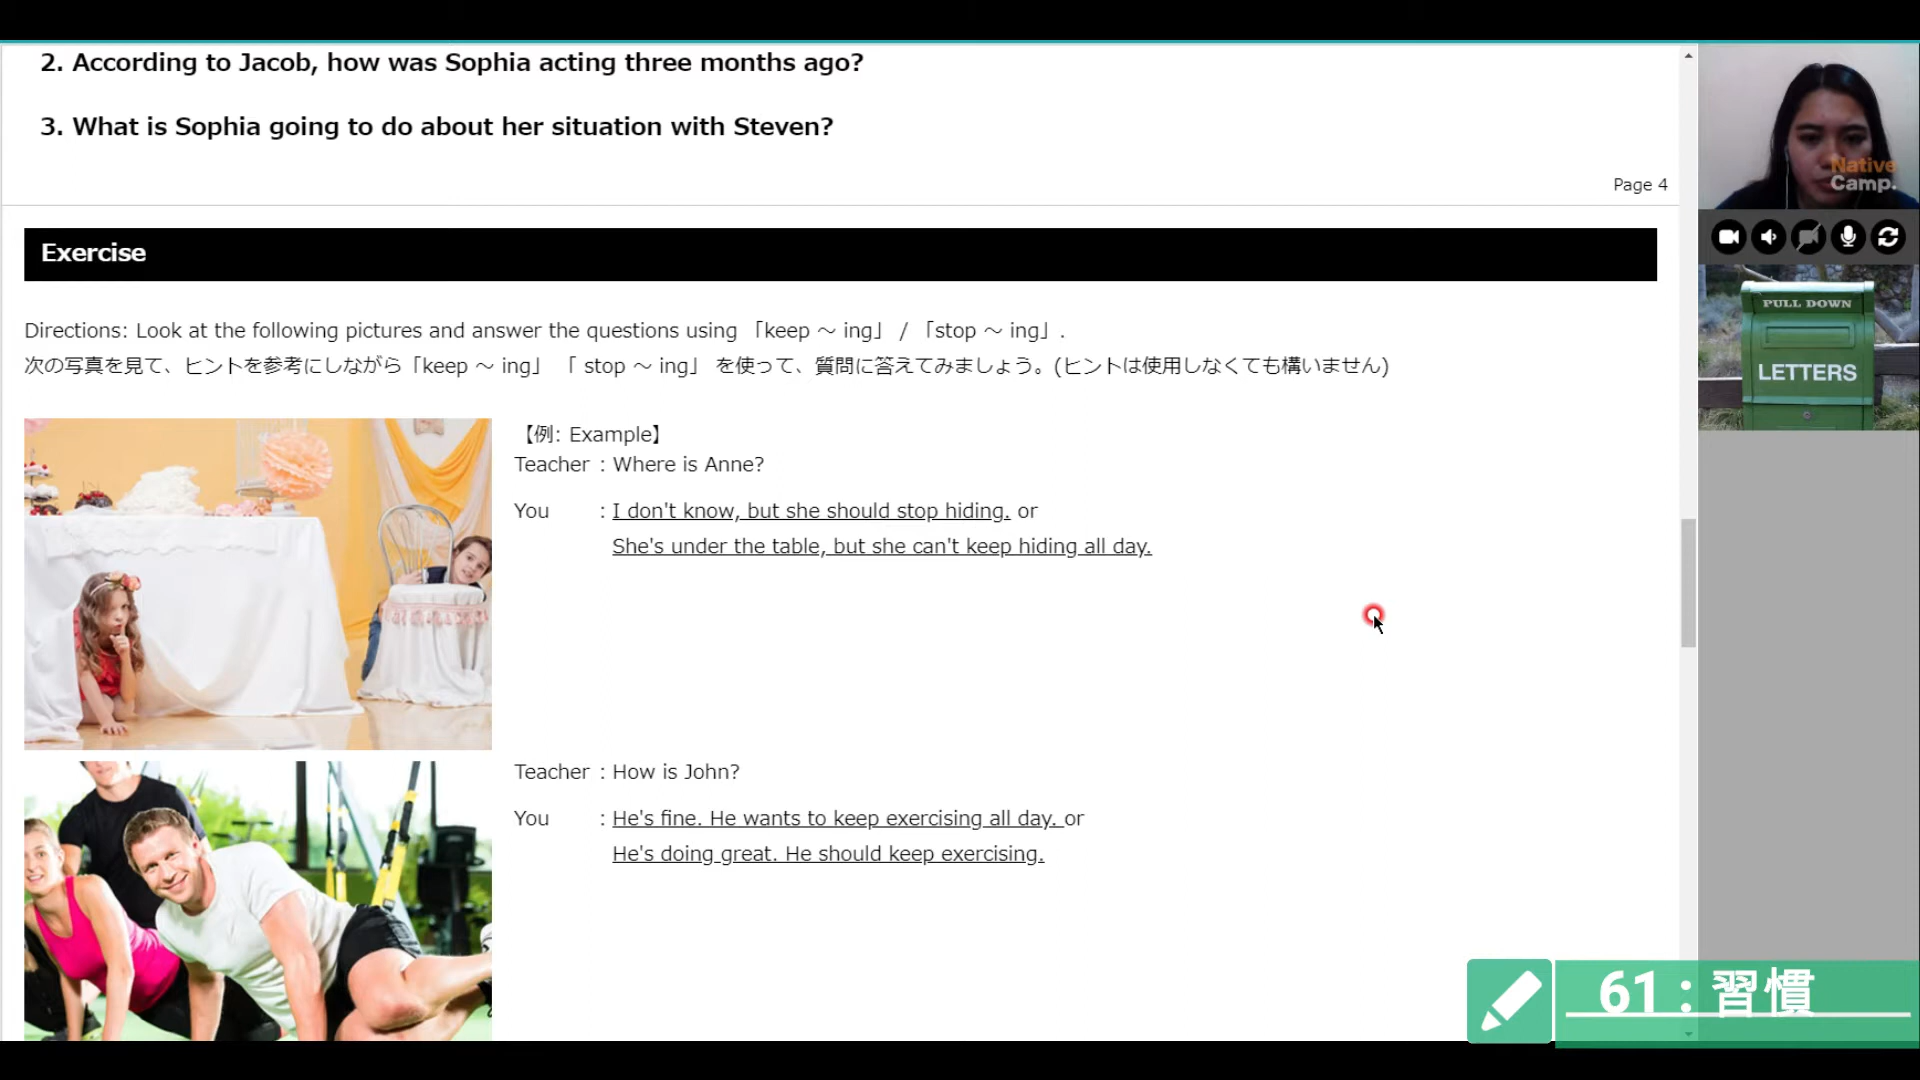 2. According to Jacob, how was Sophia acting three months ago?
3. What is Sophia going to do about her situation with Steven?
Page 4
Exercise
Directions: Look at the following pictures and answer the questions using 「keep ～ ing」 / 「stop ～ ing」.
次の写真を見て、ヒントを参考にしながら「keep ～ ing」 「 stop ～ ing」 を使って、質問に答えてみましょう。(ヒントは使用しなくても構いません)
【例: Example】
Teacher : Where is Anne?
You : I don't know, but she should stop hiding. or
She's under the table, but she can't keep hiding all day.
Teacher : How is John?
You : He's fine. He wants to keep exercising all day. or
He's doing great. He should keep exercising.
Native
Camp.
PULL DOWN
LETTERS
61：習慣